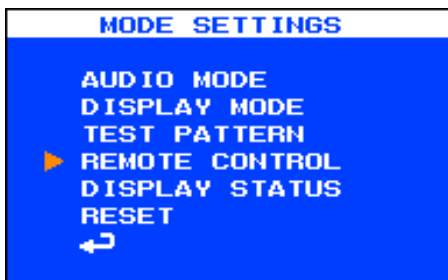 MODE SETTINGS
AUDIO MODE
DISPLAY MODE
TEST PATTERN
REMOTE CONTROL
DISPLAY STATUS
RESET